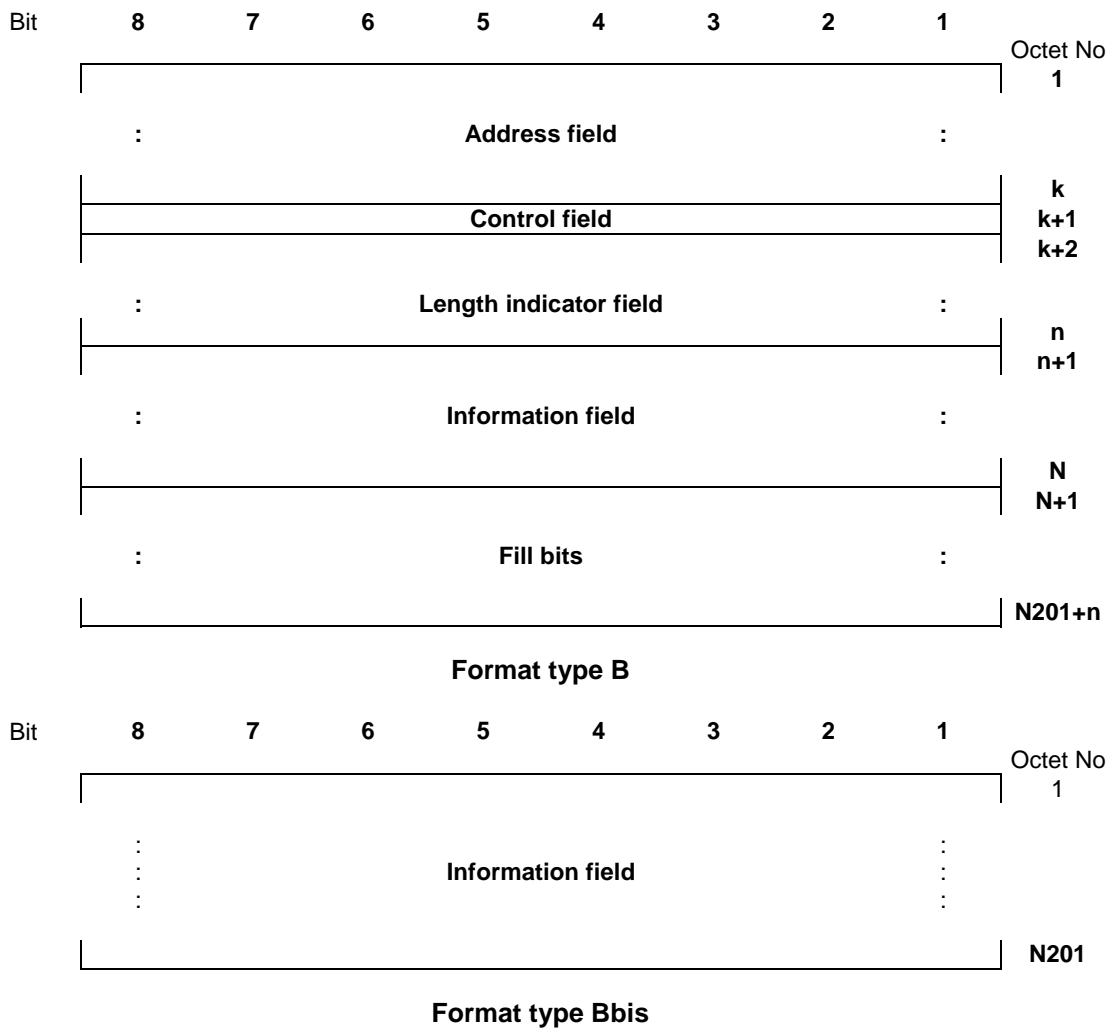 Bit 8 7 6 5 4 3 2 1
Octet No
1
: Address field :
k
Control field k+1
k+2
: Length indicator field :
n
n+1
: Information field :
N
N+1
: Fill bits :
N201+n
Format type B
Bit 8 7 6 5 4 3 2 1
Octet No
1
: :
: Information field :
: :
N201
Format type Bbis